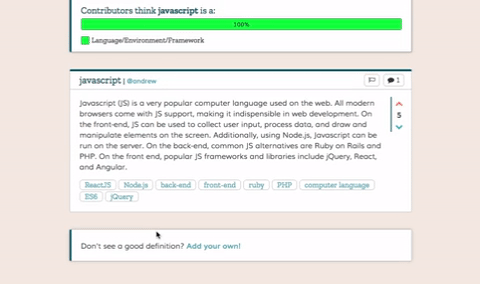 Contributors think javascript is a:
100%
Language/Environment/Framework
javascript | @andrew
1
Javascript (JS) is a very popular computer language used on the web. All modern
browsers come with JS support, making it indispensible in web development. On
the front-end, JS can be used to collect user input, process data, and draw and
manipulate elements on the screen. Additionally, using Node.js, Javascript can be
run on the server. On the back-end, common JS alternatives are Ruby on Rails and
PHP. On the front end, popular JS frameworks and libraries include jQuery, React,
and Angular.
5
ReactJS Node.js back-end front-end ruby PHP computer language
ES6 jQuery
Don't see a good definition? Add your own!